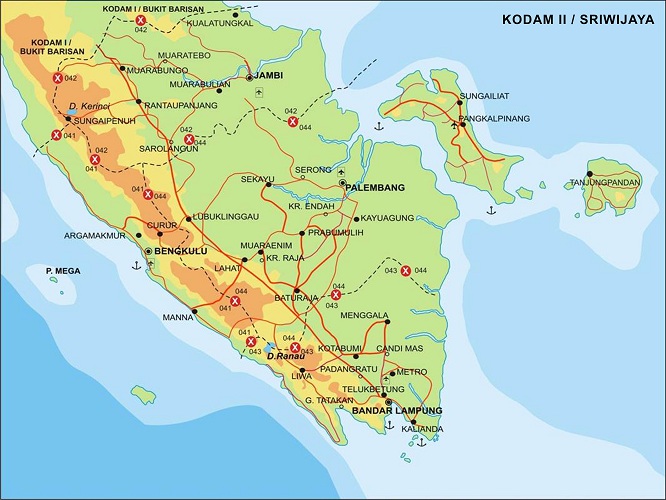 KODAM II / SRIWIJAYA
KODAM I / BUKIT BARISAN
KUALATUNGKAL
042
KODAM I /
BUKIT BARISAN
MUARATEBO
MUARABUNGO
JAMBI
042
MUARABULIAN
SUNGAILIAT
D. Kerinci
RANTAUPANJANG
042
SUNGAIPENUH
PANGKALPINANG
044
041
042
SAROLANGUN
044
041
042
SERONG
SEKAYU
PALEMBANG
TANJUNGPANDAN
041
044
KR. ENDAH
LUBUKLINGGAU
KAYUAGUNG
CURUP
ARGAMAKMUR
PRABUMULIH
BENGKULU
MUARAENIM
KR. RAJA
LAHAT
P. MEGA
043
044
044
043
BATURAJA
041
044
MANNA
MENGGALA
041
044
043
043
KOTABUMI
CANDI MAS
D.Ranau
PADANGRATU
METRO
LIWA
TELUKBETUNG
G. TATAKAN
BANDAR LAMPUNG
KALIANDA